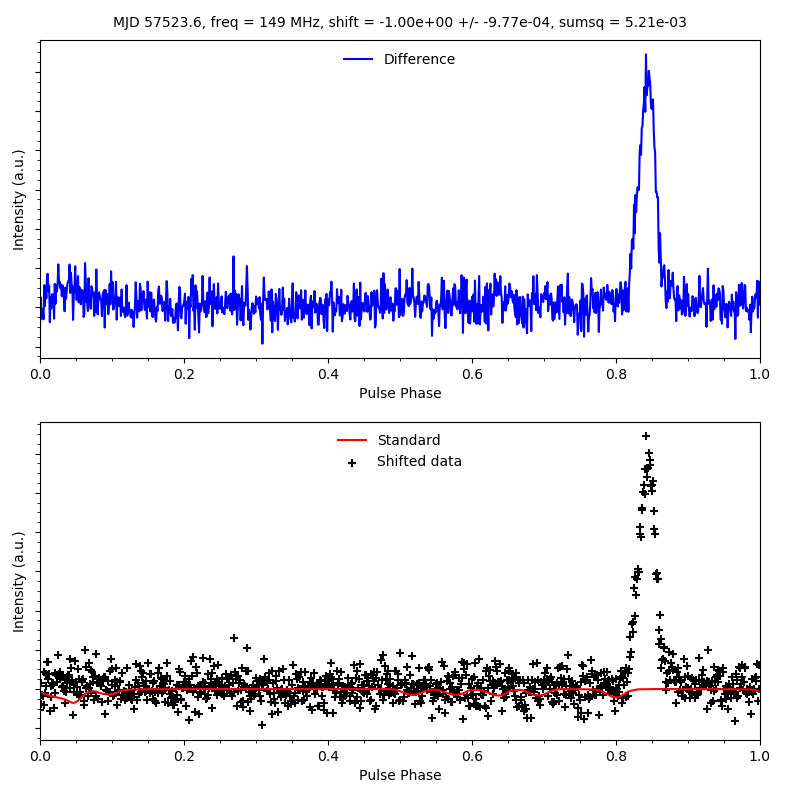 MJD 57523.6, freq = 149 MHz, shift = -1.00e+00 +/- -9.77e-04, sumsq = 5.21e-03
Difference
Intensity (a.u.)
0.0 0.2 0.4 0.6 0.8 1.0
Pulse Phase
Standard
Shifted data
Intensity (a.u.)
0.0 0.2 0.4 0.6 0.8 1.0
Pulse Phase